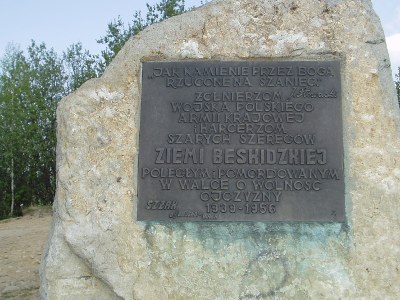 „JAK KAMIENIE PRZEZ BOGA
RZUCONE NA SZANIEC"
ŻOŁNIERZOM
WOJSKA POLSKIEGO
ARMII KRAJOWEJ
I HARCERZOM
SZARYCH SZEREGÓW
ZIEMI BESKIDZKIEJ
POLEGŁYM I POMORDOWANYM
W WALCE O WOLNOŚĆ
OJCZYZNY
1939-1956